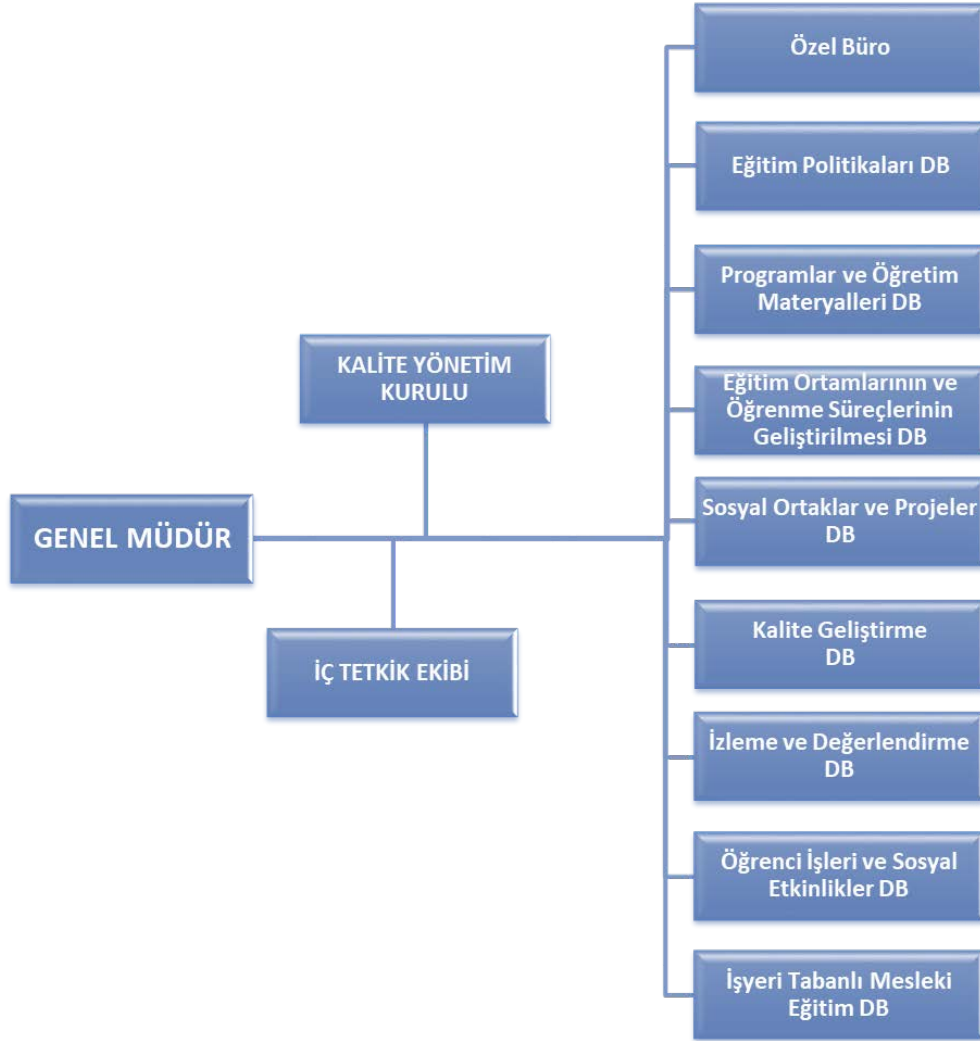 Özel Büro
Eğitim Politikaları DB
Programlar ve Öğretim
Materyalleri DB
KALİTE YÖNETİM
KURULU
Eğitim Ortamlarının ve
Öğrenme Süreçlerinin
Geliştirilmesi DB
GENEL MÜDÜR
Sosyal Ortaklar ve Projeler
DB
İÇ TETKİK EKİBİ
Kalite Geliştirme
DB
İzleme ve Değerlendirme
DB
Öğrenci İşleri ve Sosyal
Etkinlikler DB
İşyeri Tabanlı Mesleki
Eğitim DB